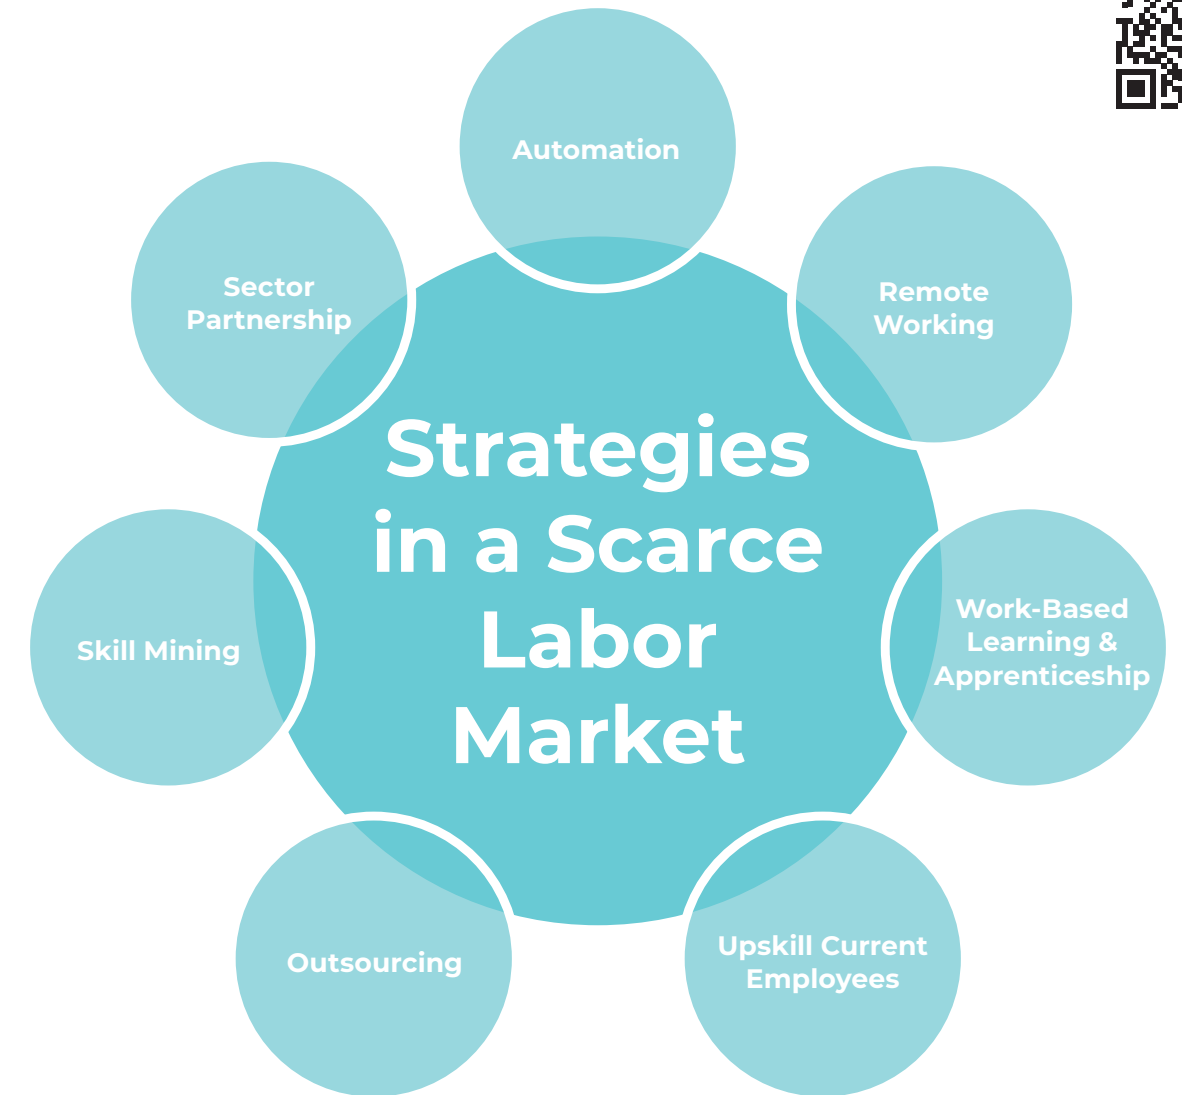 Automation
Sector
Partnership
Remote
Working
Strategies
in a Scarce
Labor
Market
Skill Mining
Work-Based
Learning &
Apprenticeship
Outsourcing
Upskill Current
Employees